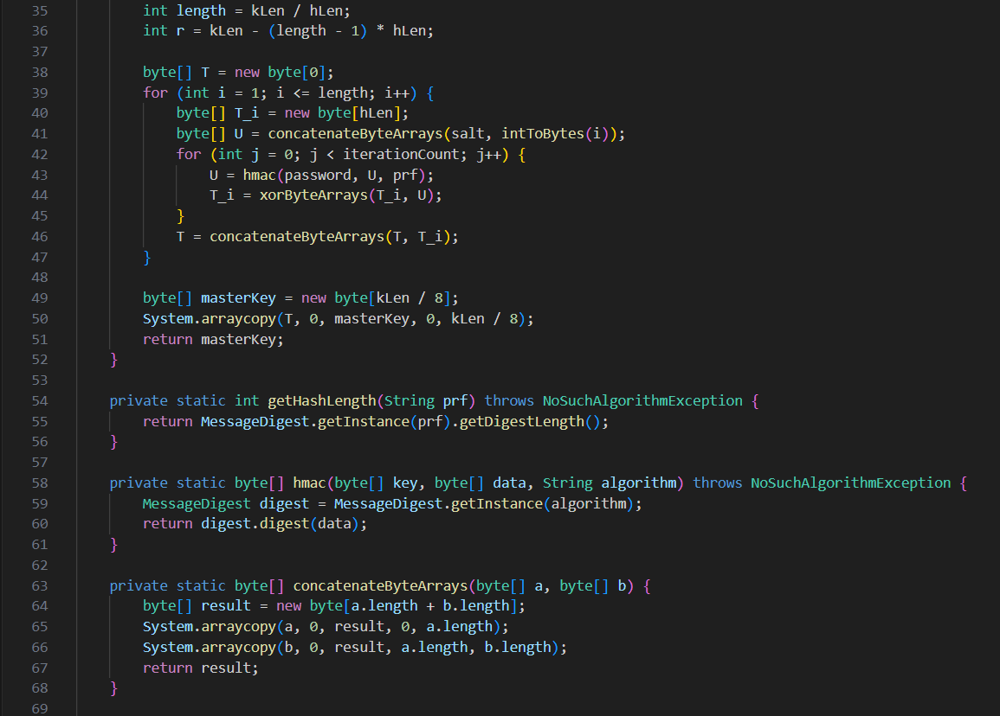 35 int length = kLen / hLen;
36 int r = kLen - (length - 1) * hLen;
37
38 byte[] T = new byte[0];
39 for (int i = 1; i <= length; i++) {
40 byte[] T_i = new byte[hLen];
41 byte[] U = concatenateByteArrays(salt, intToBytes(i));
42 for (int j = 0; j < iterationCount; j++) {
43 U = hmac(password, U, prf);
44 T_i = xorByteArrays(T_i, U);
45 }
46 T = concatenateByteArrays(T, T_i);
47 }
48
49 byte[] masterKey = new byte[kLen / 8];
50 System.arraycopy(T, 0, masterKey, 0, kLen / 8);
51 return masterKey;
52 }
53
54 private static int getHashLength(String prf) throws NoSuchAlgorithmException {
55 return MessageDigest.getInstance(prf).getDigestLength();
56 }
57
58 private static byte[] hmac(byte[] key, byte[] data, String algorithm) throws NoSuchAlgorithmException {
59 MessageDigest digest = MessageDigest.getInstance(algorithm);
60 return digest.digest(data);
61 }
62
63 private static byte[] concatenateByteArrays(byte[] a, byte[] b) {
64 byte[] result = new byte[a.length + b.length];
65 System.arraycopy(a, 0, result, 0, a.length);
66 System.arraycopy(b, 0, result, a.length, b.length);
67 return result;
68 }
69